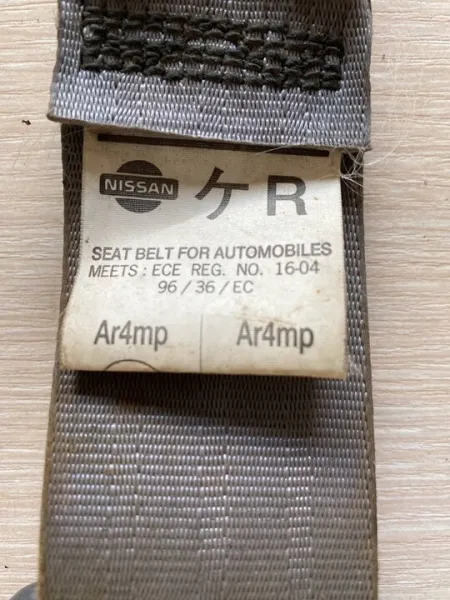 NISSAN ケ R
SEAT BELT FOR AUTOMOBILES
MEETS : ECE REG. NO. 16-04
96 / 36 / EC
Ar4mp Ar4mp